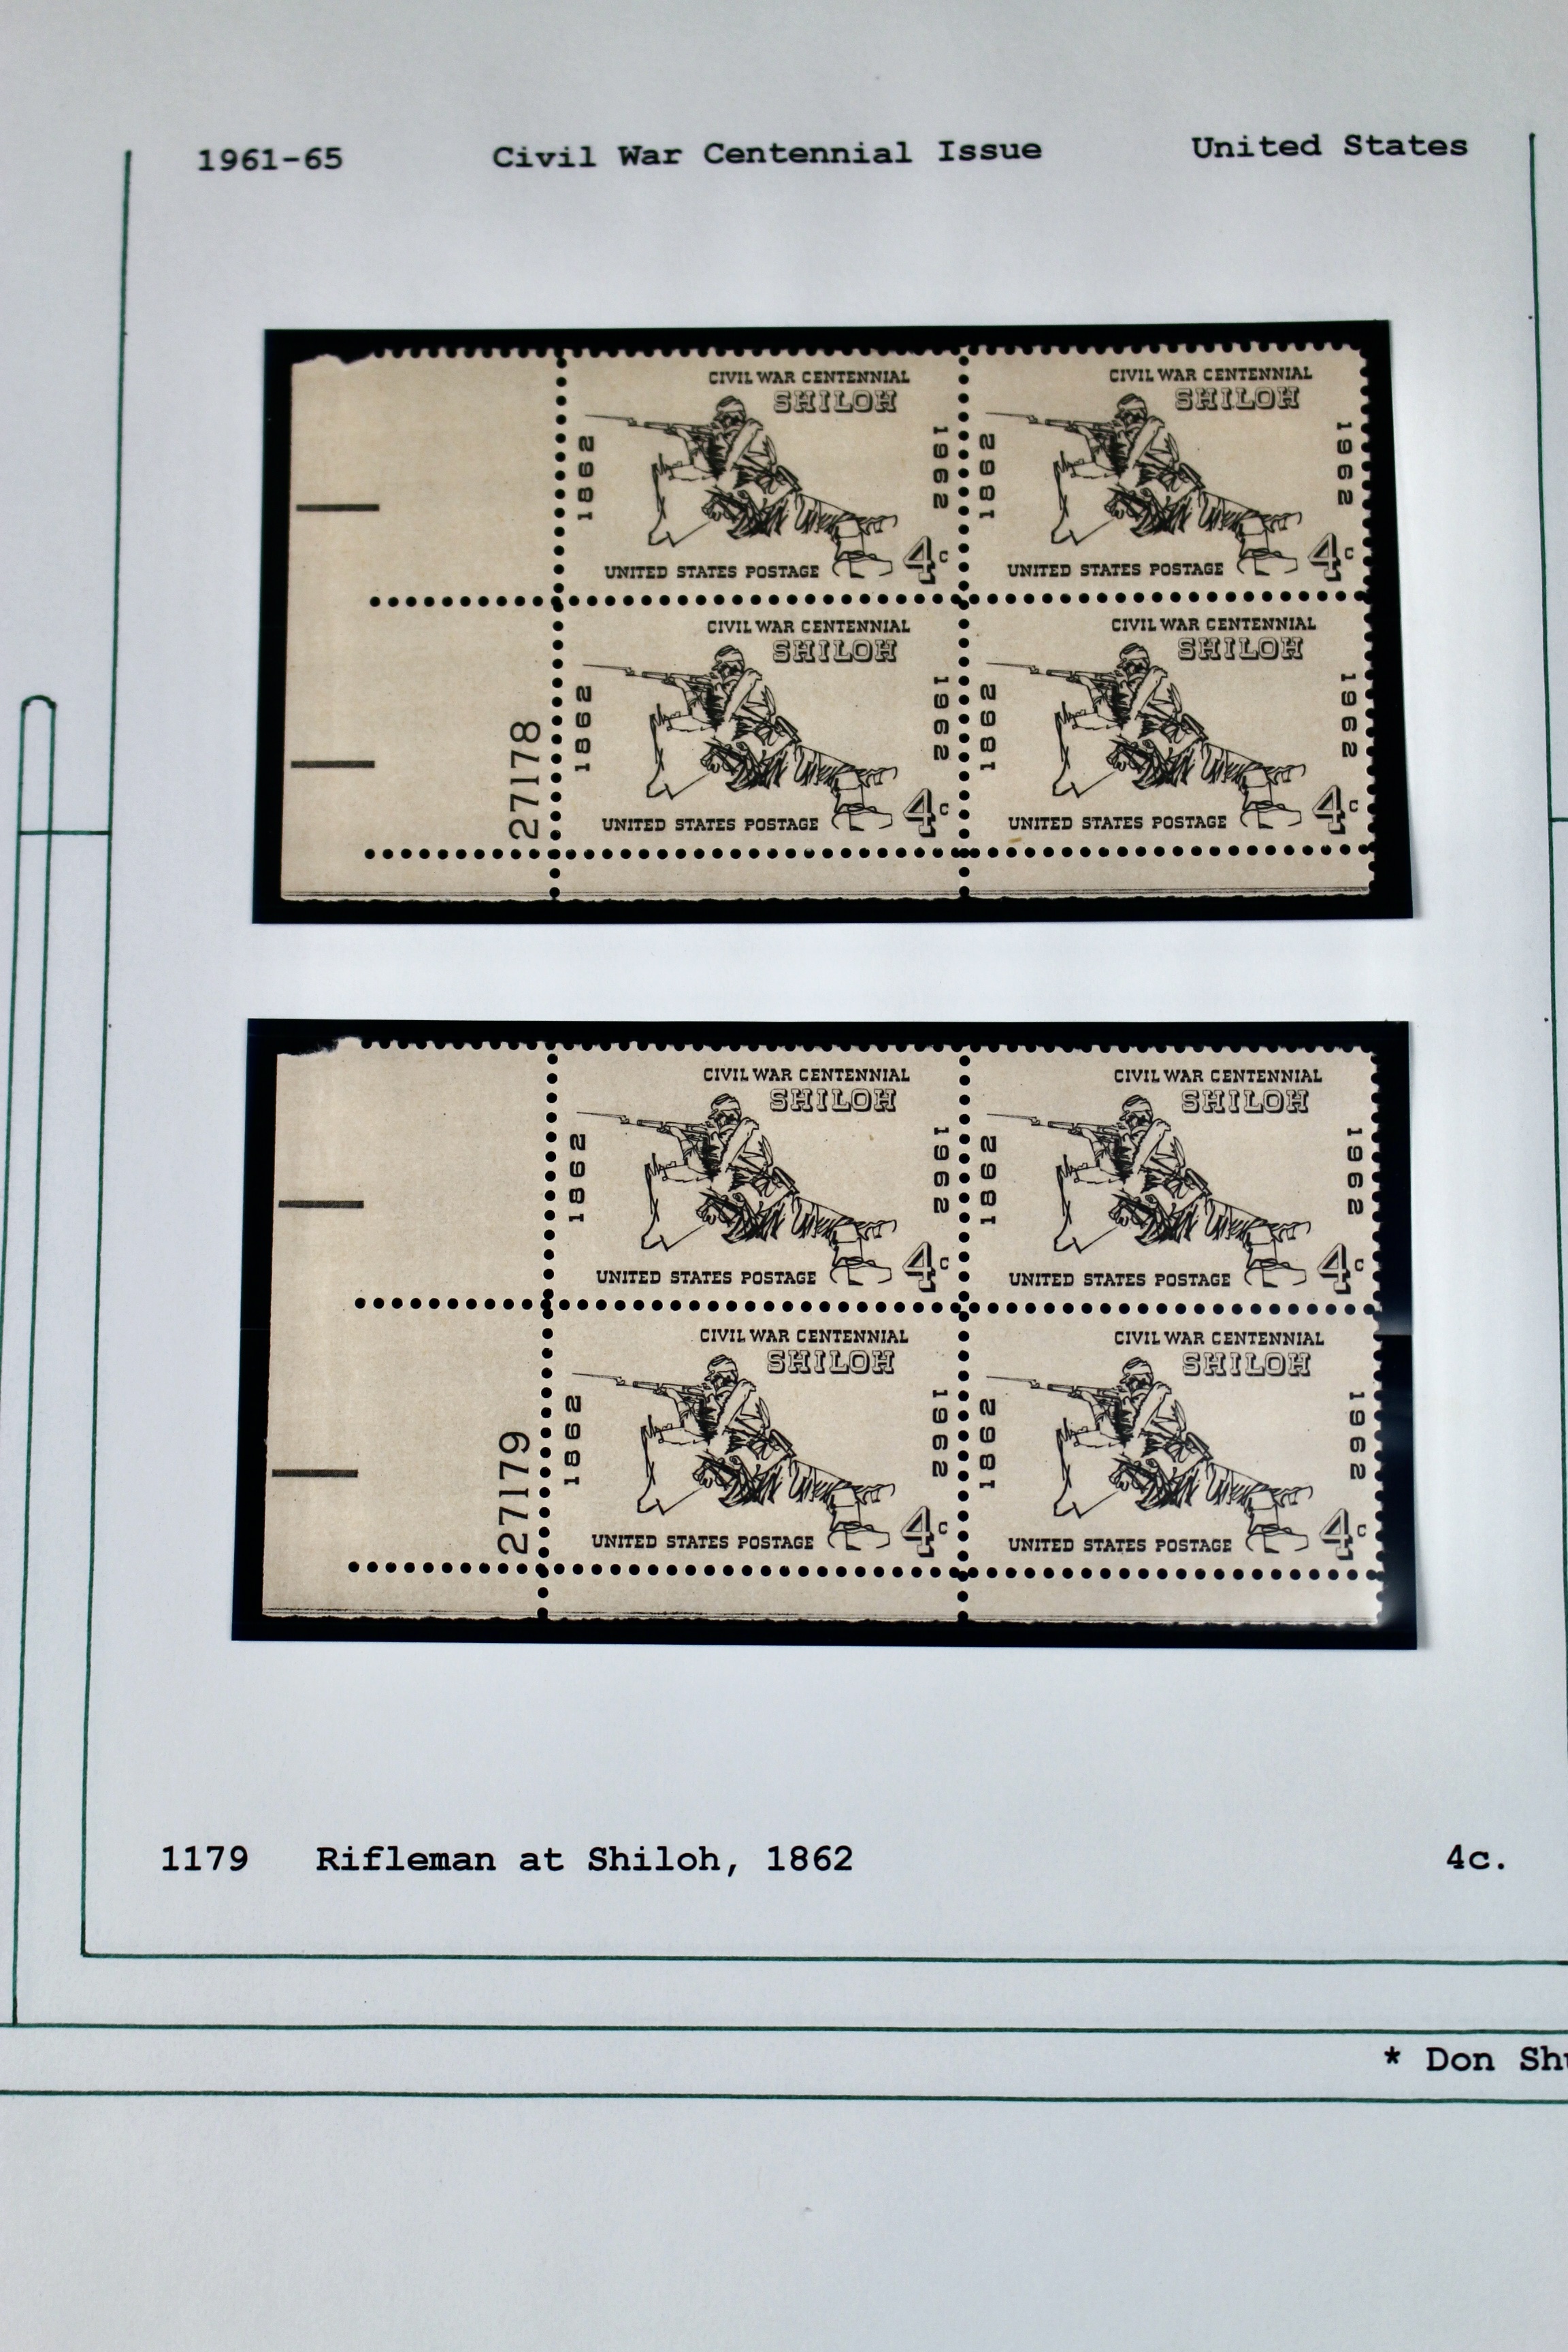 1961-65 Civil War Centennial Issue United States
CIVIL WAR CENTENNIAL
SHILOH
1862
1962
UNITED STATES POSTAGE
4c
CIVIL WAR CENTENNIAL
SHILOH
1862
1962
UNITED STATES POSTAGE
4c
27178
CIVIL WAR CENTENNIAL
SHILOH
1862
1962
UNITED STATES POSTAGE
4c
CIVIL WAR CENTENNIAL
SHILOH
1862
1962
UNITED STATES POSTAGE
4c
CIVIL WAR CENTENNIAL
SHILOH
1862
1962
UNITED STATES POSTAGE
4c
CIVIL WAR CENTENNIAL
SHILOH
1862
1962
UNITED STATES POSTAGE
4c
27179
CIVIL WAR CENTENNIAL
SHILOH
1862
1962
UNITED STATES POSTAGE
4c
CIVIL WAR CENTENNIAL
SHILOH
1862
1962
UNITED STATES POSTAGE
4c
1179 Rifleman at Shiloh, 1862 4c.
* Don